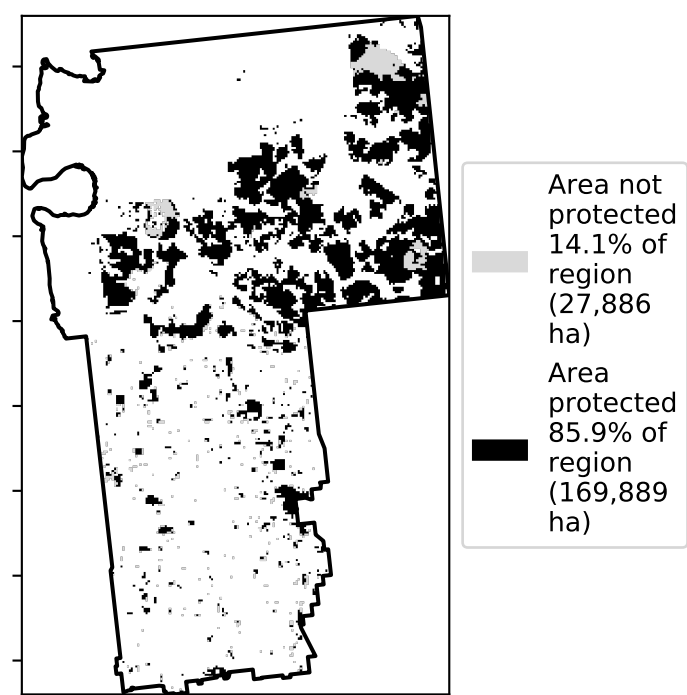 Area not
protected
14.1% of
region
(27,886
ha)
Area
protected
85.9% of
region
(169,889
ha)